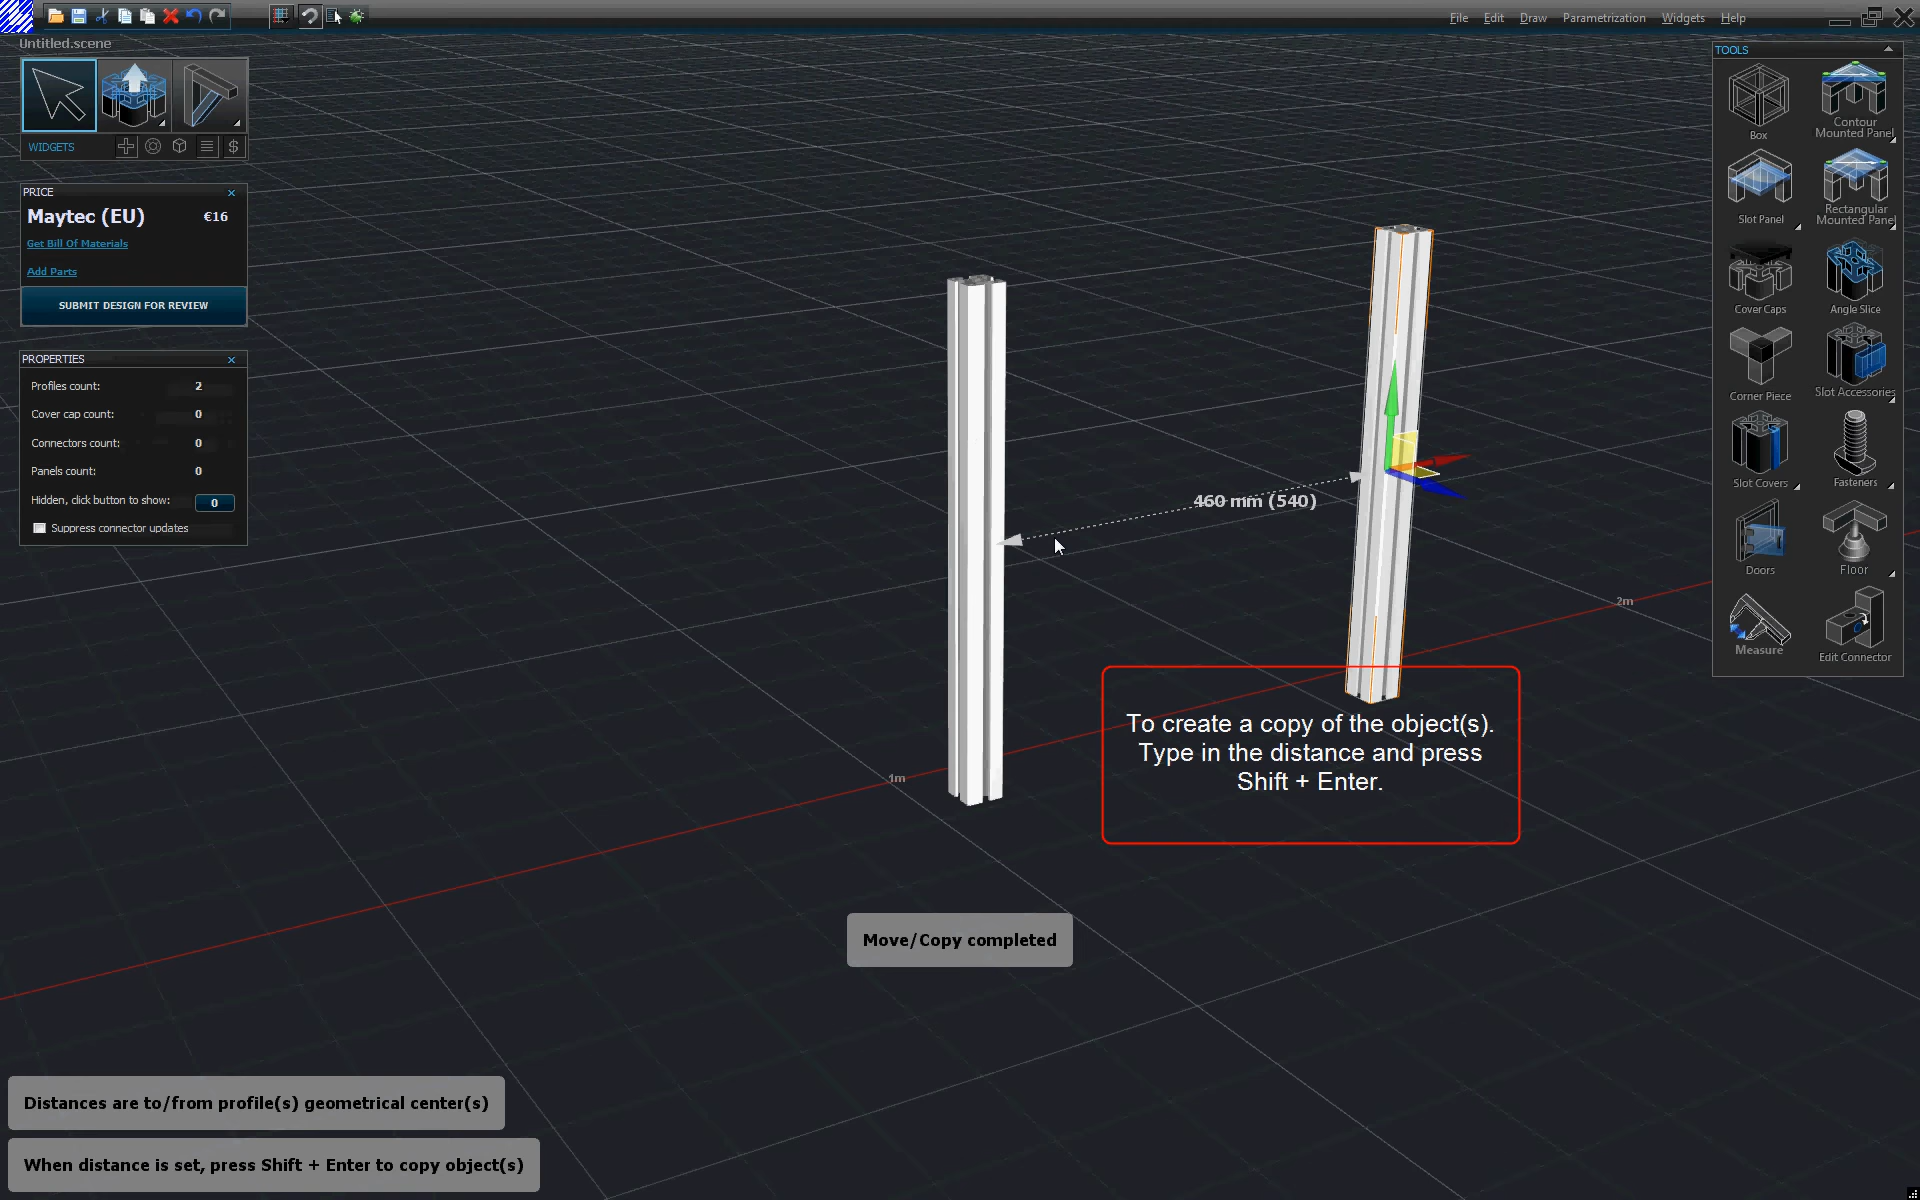 File Edit Draw Parametrization Widgets Help
Untitled.scene
WIDGETS
$
PRICE
Maytec (EU) €16
Get Bill Of Materials
Add Parts
SUBMIT DESIGN FOR REVIEW
PROPERTIES
Profiles count: 2
Cover cap count: 0
Connectors count: 0
Panels count: 0
Hidden, click button to show: 0
Suppress connector updates
460 mm (540)
2m
1m
To create a copy of the object(s).
Type in the distance and press
Shift + Enter.
Move/Copy completed
Distances are to/from profile(s) geometrical center(s)
When distance is set, press Shift + Enter to copy object(s)
TOOLS
Box
Contour
Mounted Panel
Slot Panel
Rectangular
Mounted Panel
Cover Caps
Angle Slice
Corner Piece
Slot Accessories
Slot Covers
Fasteners
Doors
Floor
Measure
Edit Connector